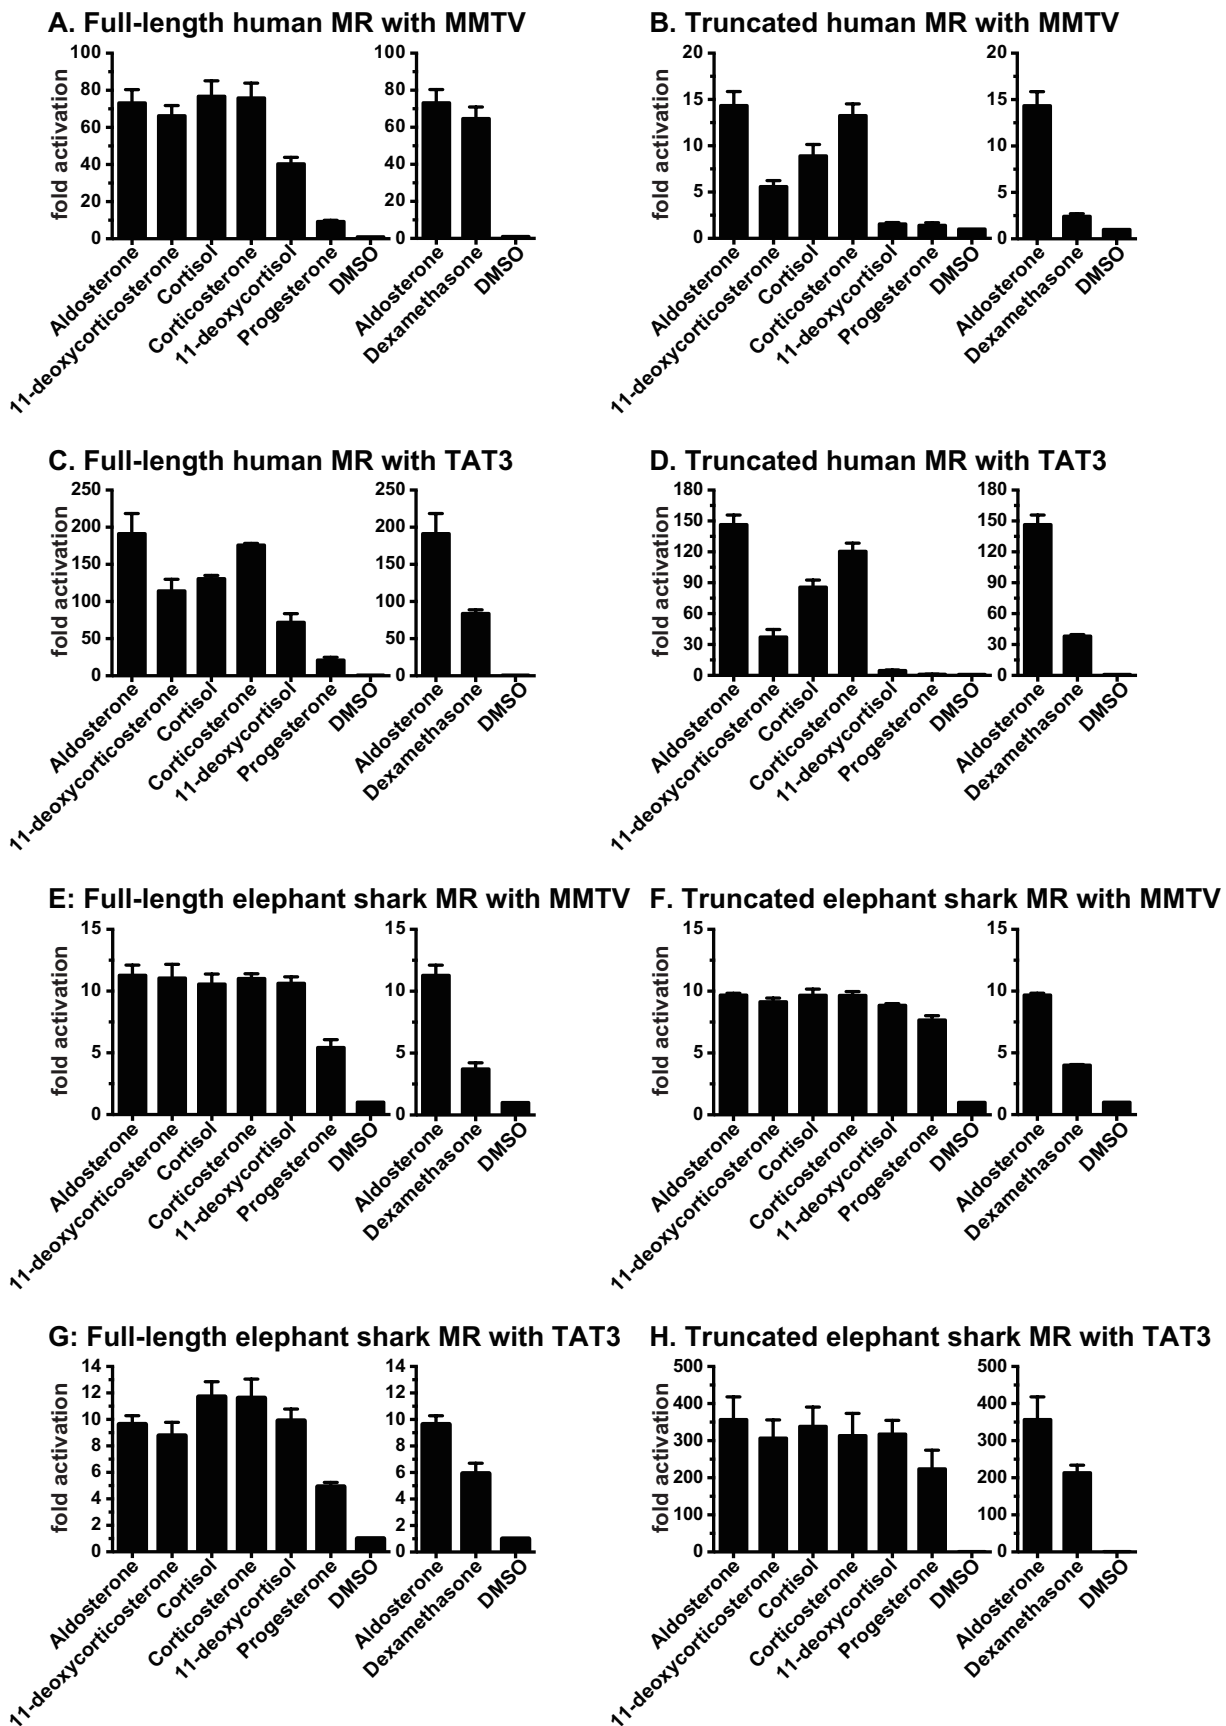 A. Full-length human MR with MMTV
fold activation
100
80
60
40
20
0
Aldosterone
11-deoxycorticosterone
Cortisol
Corticosterone
11-deoxycortisol
Progesterone
DMSO
100
80
60
40
20
0
Aldosterone
Dexamethasone
DMSO
B. Truncated human MR with MMTV
fold activation
20
15
10
5
0
Aldosterone
11-deoxycorticosterone
Cortisol
Corticosterone
11-deoxycortisol
Progesterone
DMSO
20
15
10
5
0
Aldosterone
Dexamethasone
DMSO
C. Full-length human MR with TAT3
fold activation
250
200
150
100
50
0
Aldosterone
11-deoxycorticosterone
Cortisol
Corticosterone
11-deoxycortisol
Progesterone
DMSO
250
200
150
100
50
0
Aldosterone
Dexamethasone
DMSO
D. Truncated human MR with TAT3
fold activation
180
150
120
90
60
30
0
Aldosterone
11-deoxycorticosterone
Cortisol
Corticosterone
11-deoxycortisol
Progesterone
DMSO
180
150
120
90
60
30
0
Aldosterone
Dexamethasone
DMSO
E: Full-length elephant shark MR with MMTV
fold activation
15
10
5
0
Aldosterone
11-deoxycorticosterone
Cortisol
Corticosterone
11-deoxycortisol
Progesterone
DMSO
15
10
5
0
Aldosterone
Dexamethasone
DMSO
F. Truncated elephant shark MR with MMTV
fold activation
15
10
5
0
Aldosterone
11-deoxycorticosterone
Cortisol
Corticosterone
11-deoxycortisol
Progesterone
DMSO
15
10
5
0
Aldosterone
Dexamethasone
DMSO
G: Full-length elephant shark MR with TAT3
fold activation
14
12
10
8
6
4
2
0
Aldosterone
11-deoxycorticosterone
Cortisol
Corticosterone
11-deoxycortisol
Progesterone
DMSO
14
12
10
8
6
4
2
0
Aldosterone
Dexamethasone
DMSO
H. Truncated elephant shark MR with TAT3
fold activation
500
400
300
200
100
0
Aldosterone
11-deoxycorticosterone
Cortisol
Corticosterone
11-deoxycortisol
Progesterone
DMSO
500
400
300
200
100
0
Aldosterone
Dexamethasone
DMSO